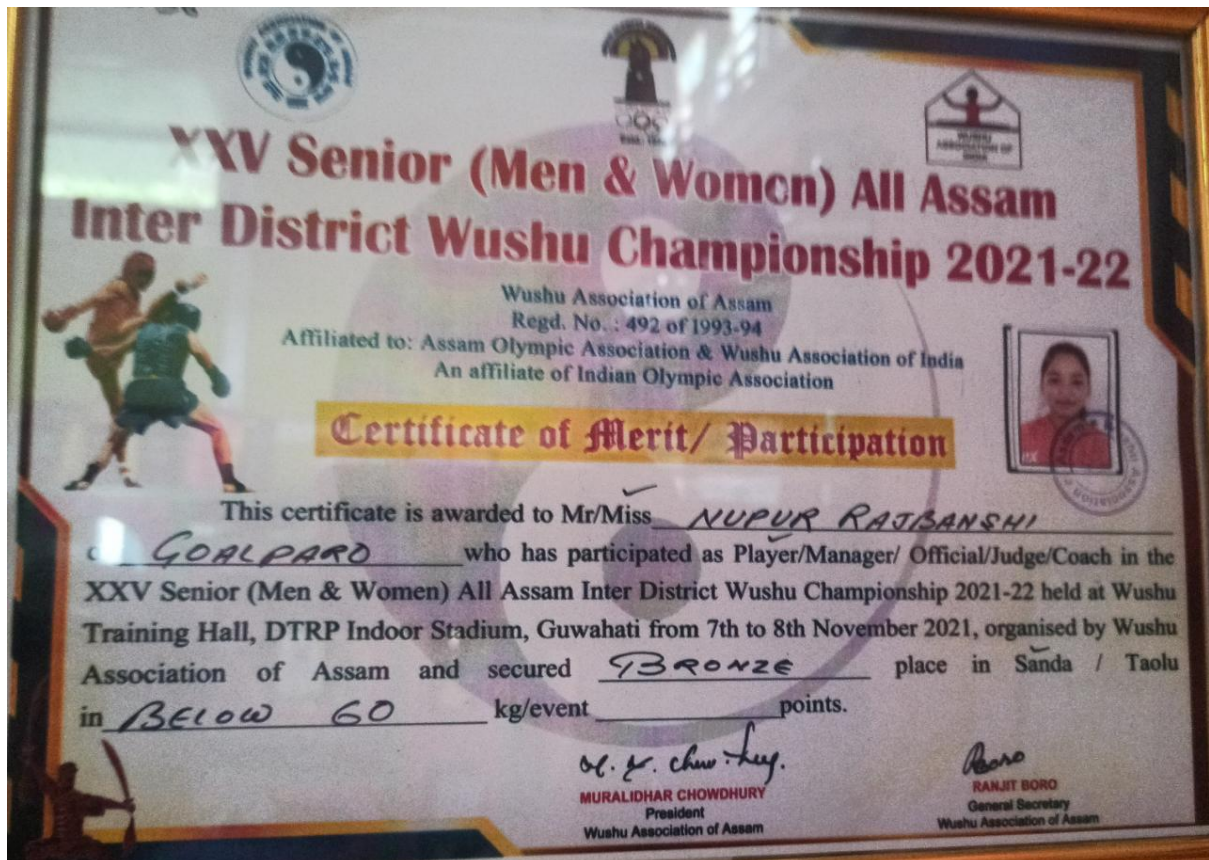 WUSHU ASSOCIATION OF INDIA
XXV Senior (Men & Women) All Assam
Inter District Wushu Championship 2021-22
Wushu Association of Assam
Regd. No. : 492 of 1993-94
Affiliated to: Assam Olympic Association & Wushu Association of India
An affiliate of Indian Olympic Association
Certificate of Merit/ Participation
This certificate is awarded to Mr/Miss NUPUR RAJBANSHI
GOALPARO who has participated as Player/Manager/ Official/Judge/Coach in the
XXV Senior (Men & Women) All Assam Inter District Wushu Championship 2021-22 held at Wushu
Training Hall, DTRP Indoor Stadium, Guwahati from 7th to 8th November 2021, organised by Wushu
Association of Assam and secured BRONZE place in Sanda / Taolu
in BELOW 60 kg/event points.
MURALIDHAR CHOWDHURY
President
Wushu Association of Assam
RANJIT BORO
General Secretary
Wushu Association of Assam